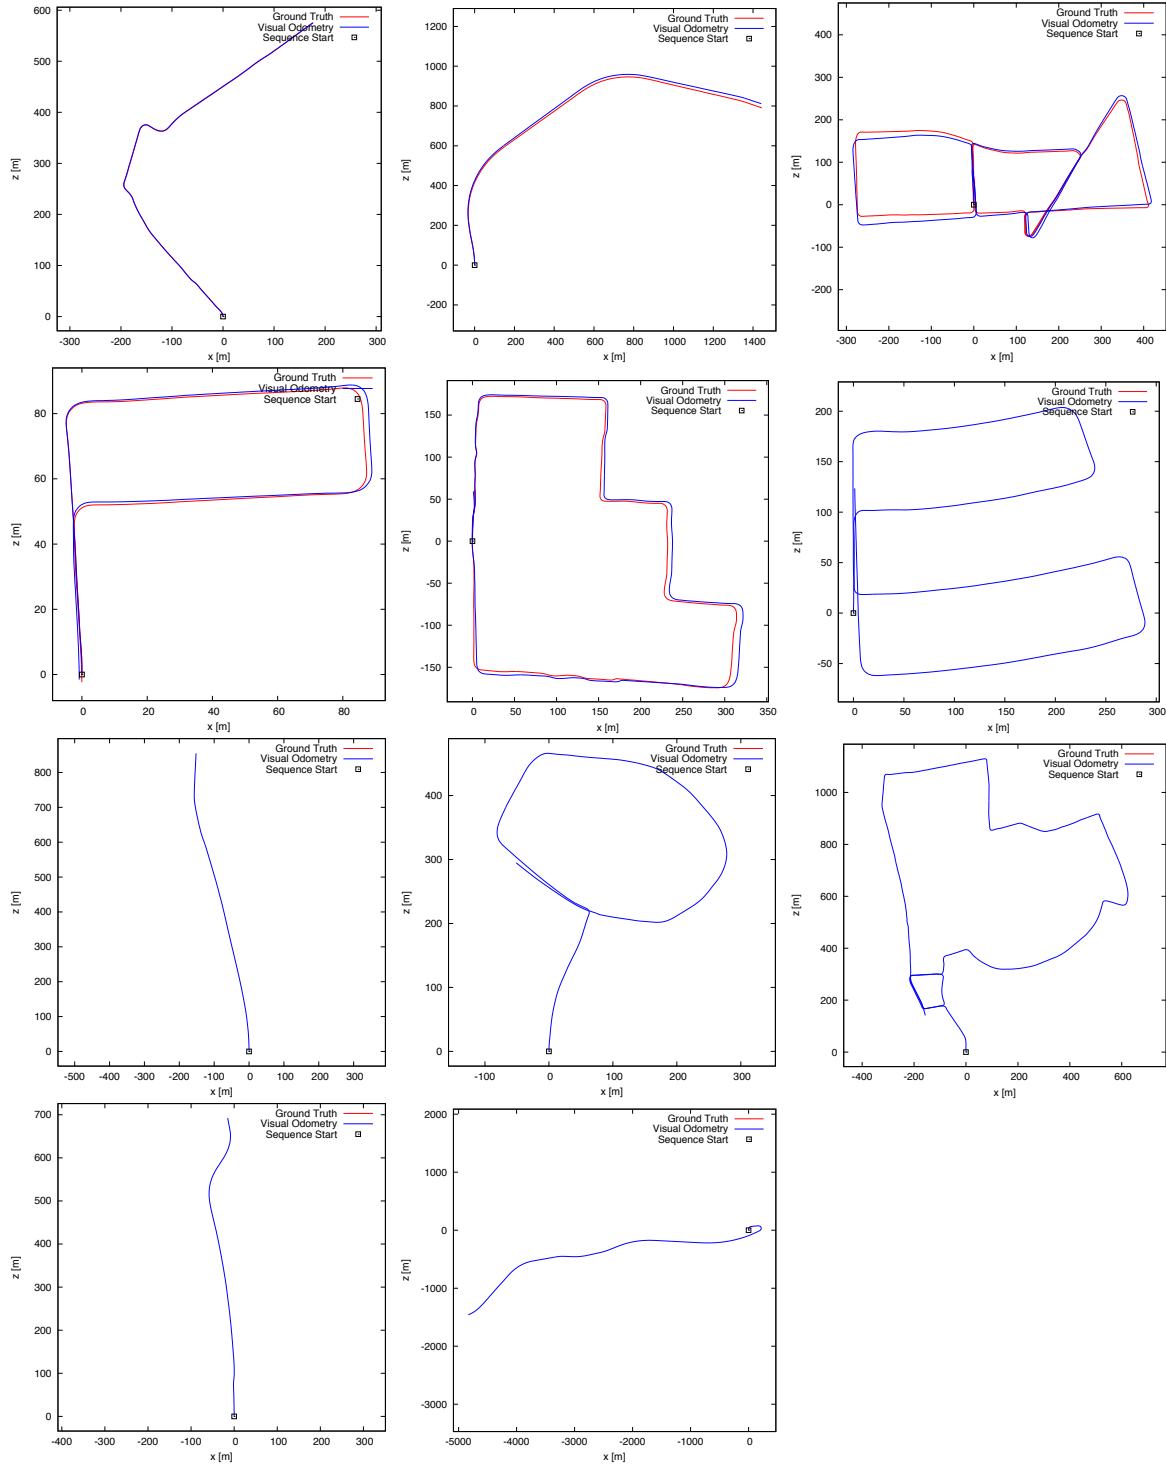 600
500
400
300
200
100
0
-300 -200 -100 0 100 200 300
z [m]
x [m]
Ground Truth
Visual Odometry
Sequence Start
1200
1000
800
600
400
200
0
-200
0 200 400 600 800 1000 1200 1400
z [m]
x [m]
Ground Truth
Visual Odometry
Sequence Start
400
300
200
100
0
-100
-200
-300 -200 -100 0 100 200 300 400
z [m]
x [m]
Ground Truth
Visual Odometry
Sequence Start
80
60
40
20
0
0 20 40 60 80
z [m]
x [m]
Ground Truth
Visual Odometry
Sequence Start
150
100
50
0
-50
-100
-150
0 50 100 150 200 250 300 350
z [m]
x [m]
Ground Truth
Visual Odometry
Sequence Start
200
150
100
50
0
-50
0 50 100 150 200 250 300
z [m]
x [m]
Ground Truth
Visual Odometry
Sequence Start
800
700
600
500
400
300
200
100
0
-500 -400 -300 -200 -100 0 100 200 300
z [m]
x [m]
Ground Truth
Visual Odometry
Sequence Start
400
300
200
100
0
-100 0 100 200 300
z [m]
x [m]
Ground Truth
Visual Odometry
Sequence Start
1000
800
600
400
200
0
-400 -200 0 200 400 600
z [m]
x [m]
Ground Truth
Visual Odometry
Sequence Start
700
600
500
400
300
200
100
0
-400 -300 -200 -100 0 100 200 300
z [m]
x [m]
Ground Truth
Visual Odometry
Sequence Start
2000
1000
0
-1000
-2000
-3000
-5000 -4000 -3000 -2000 -1000 0
z [m]
x [m]
Ground Truth
Visual Odometry
Sequence Start